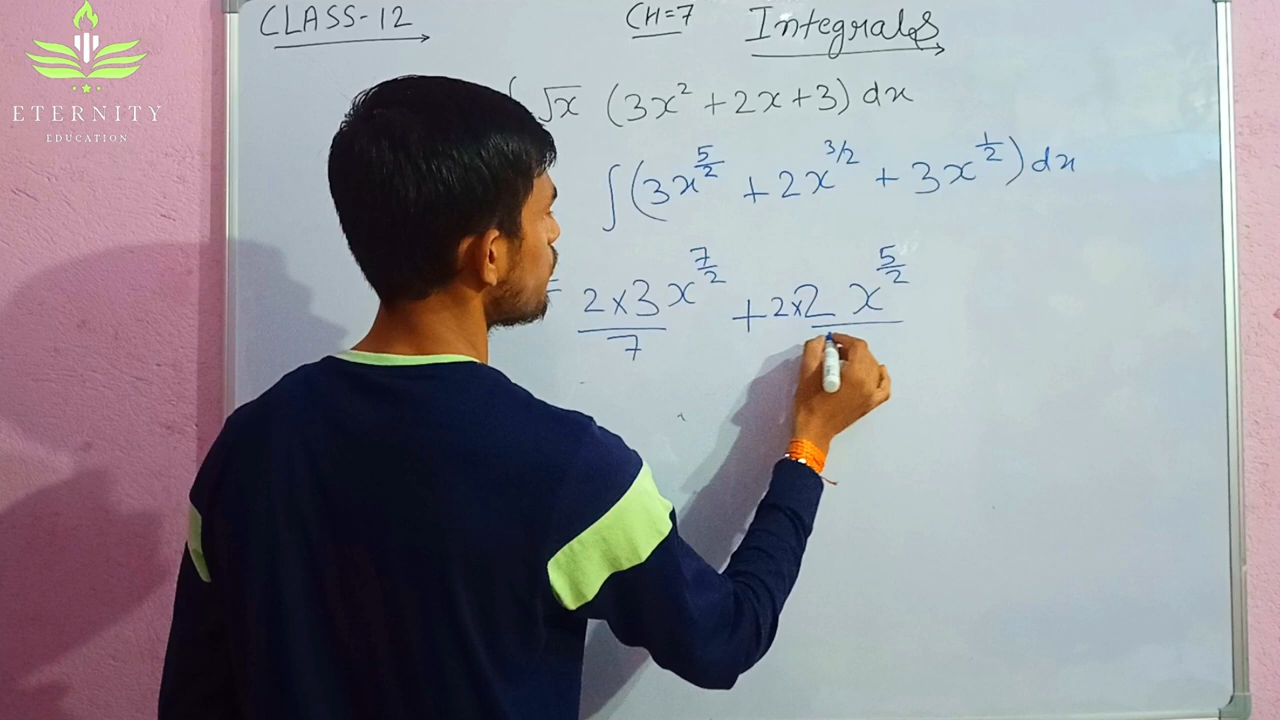 CLASS-12 CH=7 Integrals
ETERNITY
EDUCATION
∫ √x (3x² + 2x + 3) dx
∫(3x^(5/2) + 2x^(3/2) + 3x^(1/2)) dx
= 2×3/7 x^(7/2) + 2×2 x^(5/2)